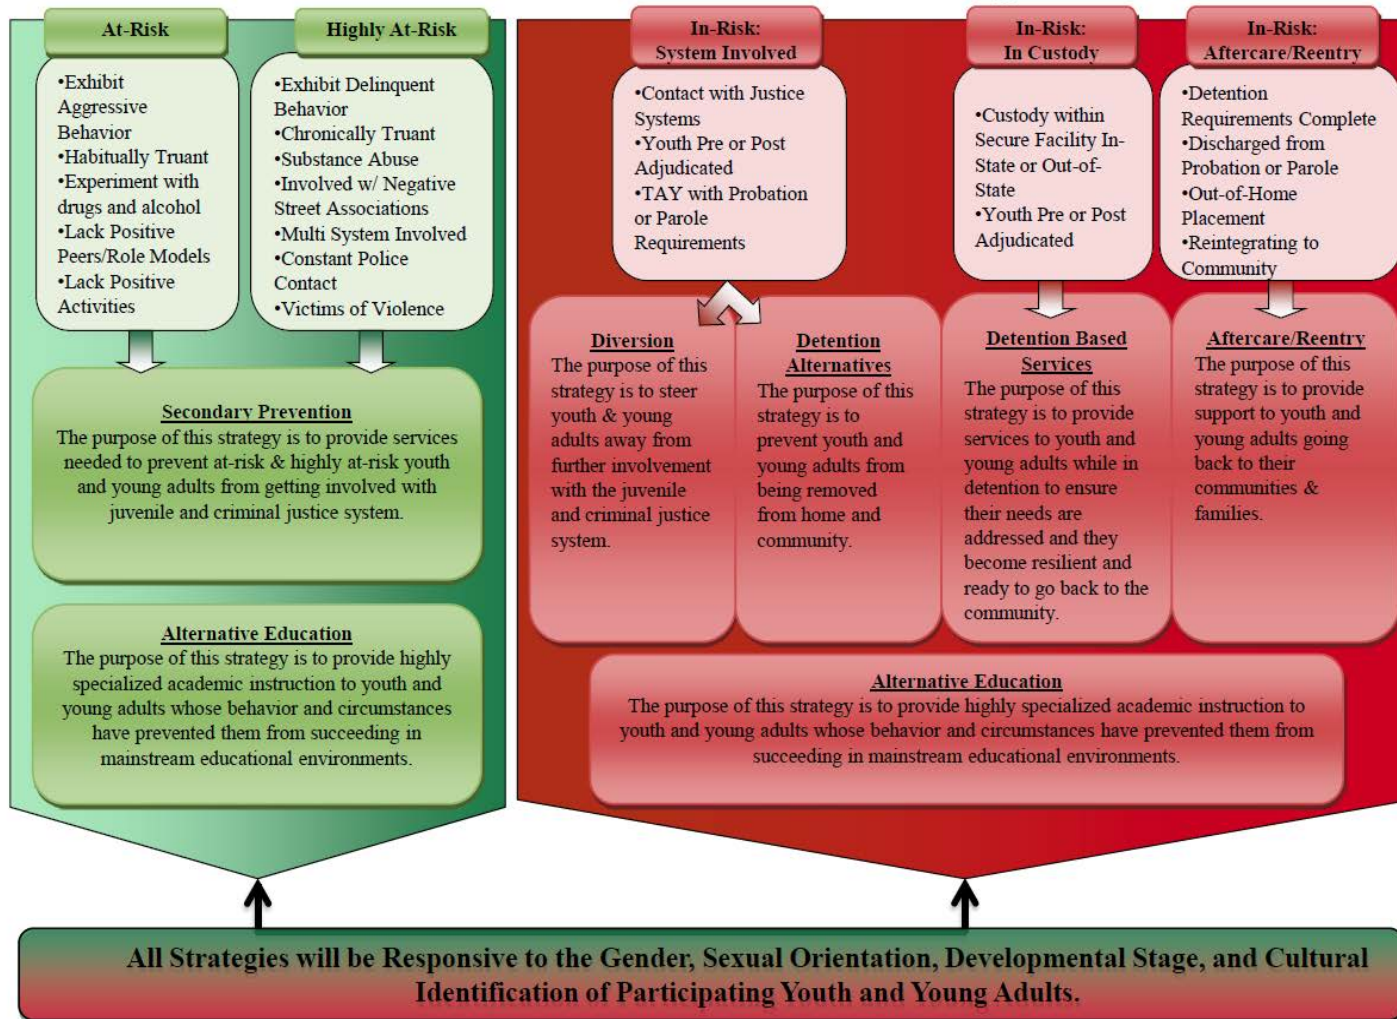 At-Risk
•Exhibit
Aggressive
Behavior
•Habitually Truant
•Experiment with
drugs and alcohol
•Lack Positive
Peers/Role Models
•Lack Positive
Activities
Highly At-Risk
•Exhibit Delinquent
Behavior
•Chronically Truant
•Substance Abuse
•Involved w/ Negative
Street Associations
•Multi System Involved
•Constant Police
Contact
•Victims of Violence
Secondary Prevention
The purpose of this strategy is to provide services
needed to prevent at-risk & highly at-risk youth
and young adults from getting involved with
juvenile and criminal justice system.
Alternative Education
The purpose of this strategy is to provide highly
specialized academic instruction to youth and
young adults whose behavior and circumstances
have prevented them from succeeding in
mainstream educational environments.
In-Risk:
System Involved
•Contact with Justice
Systems
•Youth Pre or Post
Adjudicated
•TAY with Probation
or Parole
Requirements
In-Risk:
In Custody
•Custody within
Secure Facility In-
State or Out-of-
State
•Youth Pre or Post
Adjudicated
In-Risk:
Aftercare/Reentry
•Detention
Requirements Complete
•Discharged from
Probation or Parole
•Out-of-Home
Placement
•Reintegrating to
Community
Diversion
The purpose of this
strategy is to steer
youth & young
adults away from
further involvement
with the juvenile
and criminal justice
system.
Detention
Alternatives
The purpose of this
strategy is to
prevent youth and
young adults from
being removed
from home and
community.
Detention Based
Services
The purpose of this
strategy is to provide
services to youth and
young adults while in
detention to ensure
their needs are
addressed and they
become resilient and
ready to go back to the
community.
Aftercare/Reentry
The purpose of this
strategy is to provide
support to youth and
young adults going
back to their
communities &
families.
Alternative Education
The purpose of this strategy is to provide highly specialized academic instruction to
youth and young adults whose behavior and circumstances have prevented them from
succeeding in mainstream educational environments.
All Strategies will be Responsive to the Gender, Sexual Orientation, Developmental Stage, and Cultural
Identification of Participating Youth and Young Adults.